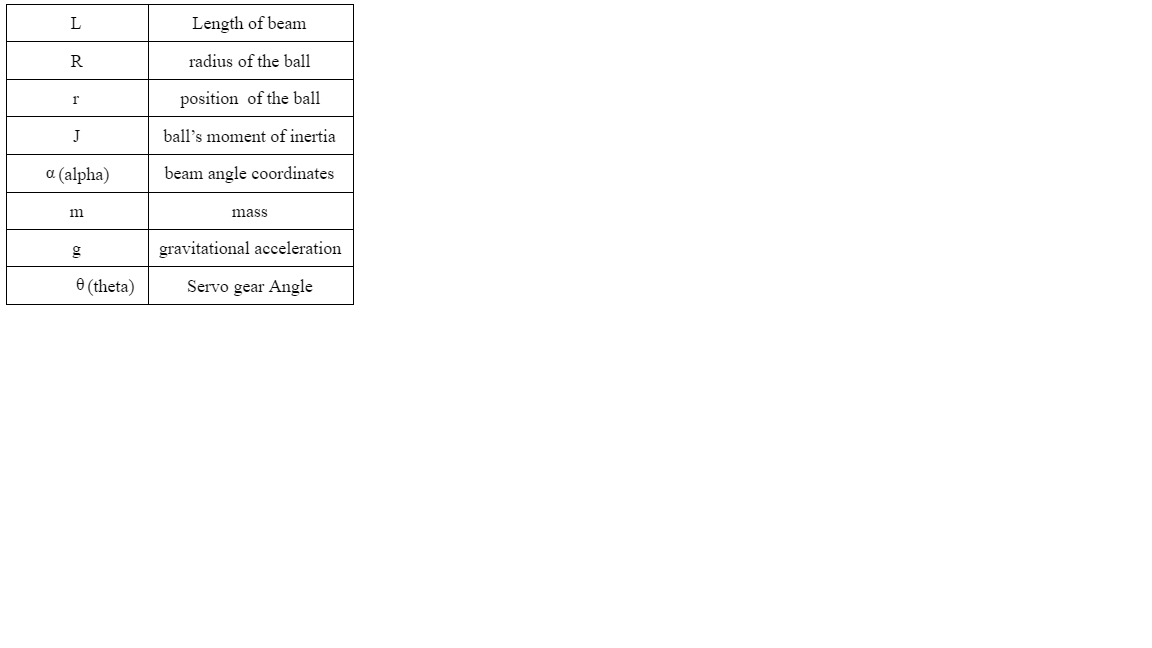 L Length of beam
R radius of the ball
r position of the ball
J ball’s moment of inertia
α (alpha) beam angle coordinates
m mass
g gravitational acceleration
θ (theta) Servo gear Angle